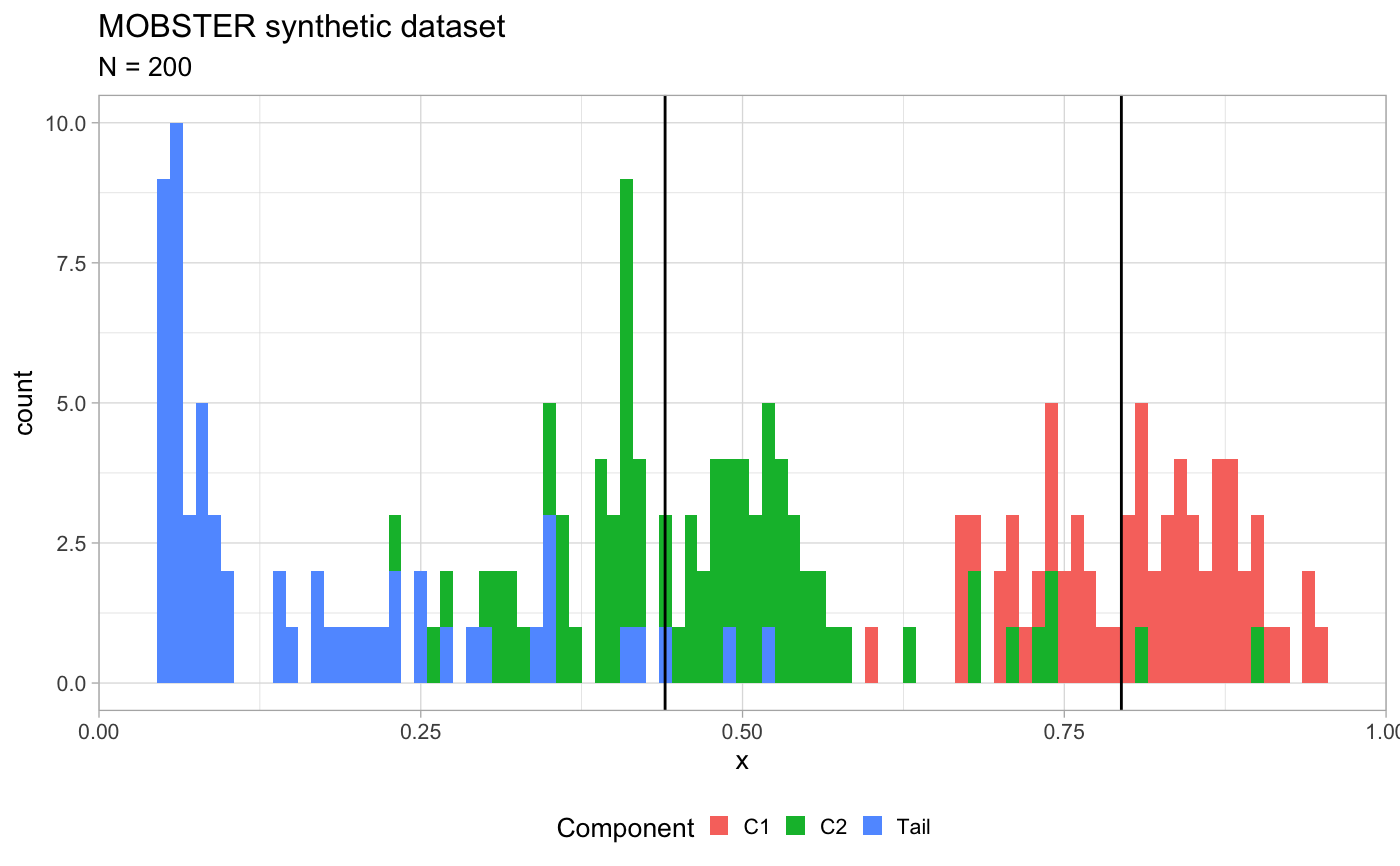 MOBSTER synthetic dataset
N = 200
10.0
7.5
5.0
2.5
0.0
count
0.00 0.25 0.50 0.75 1.00
x
Component C1 C2 Tail